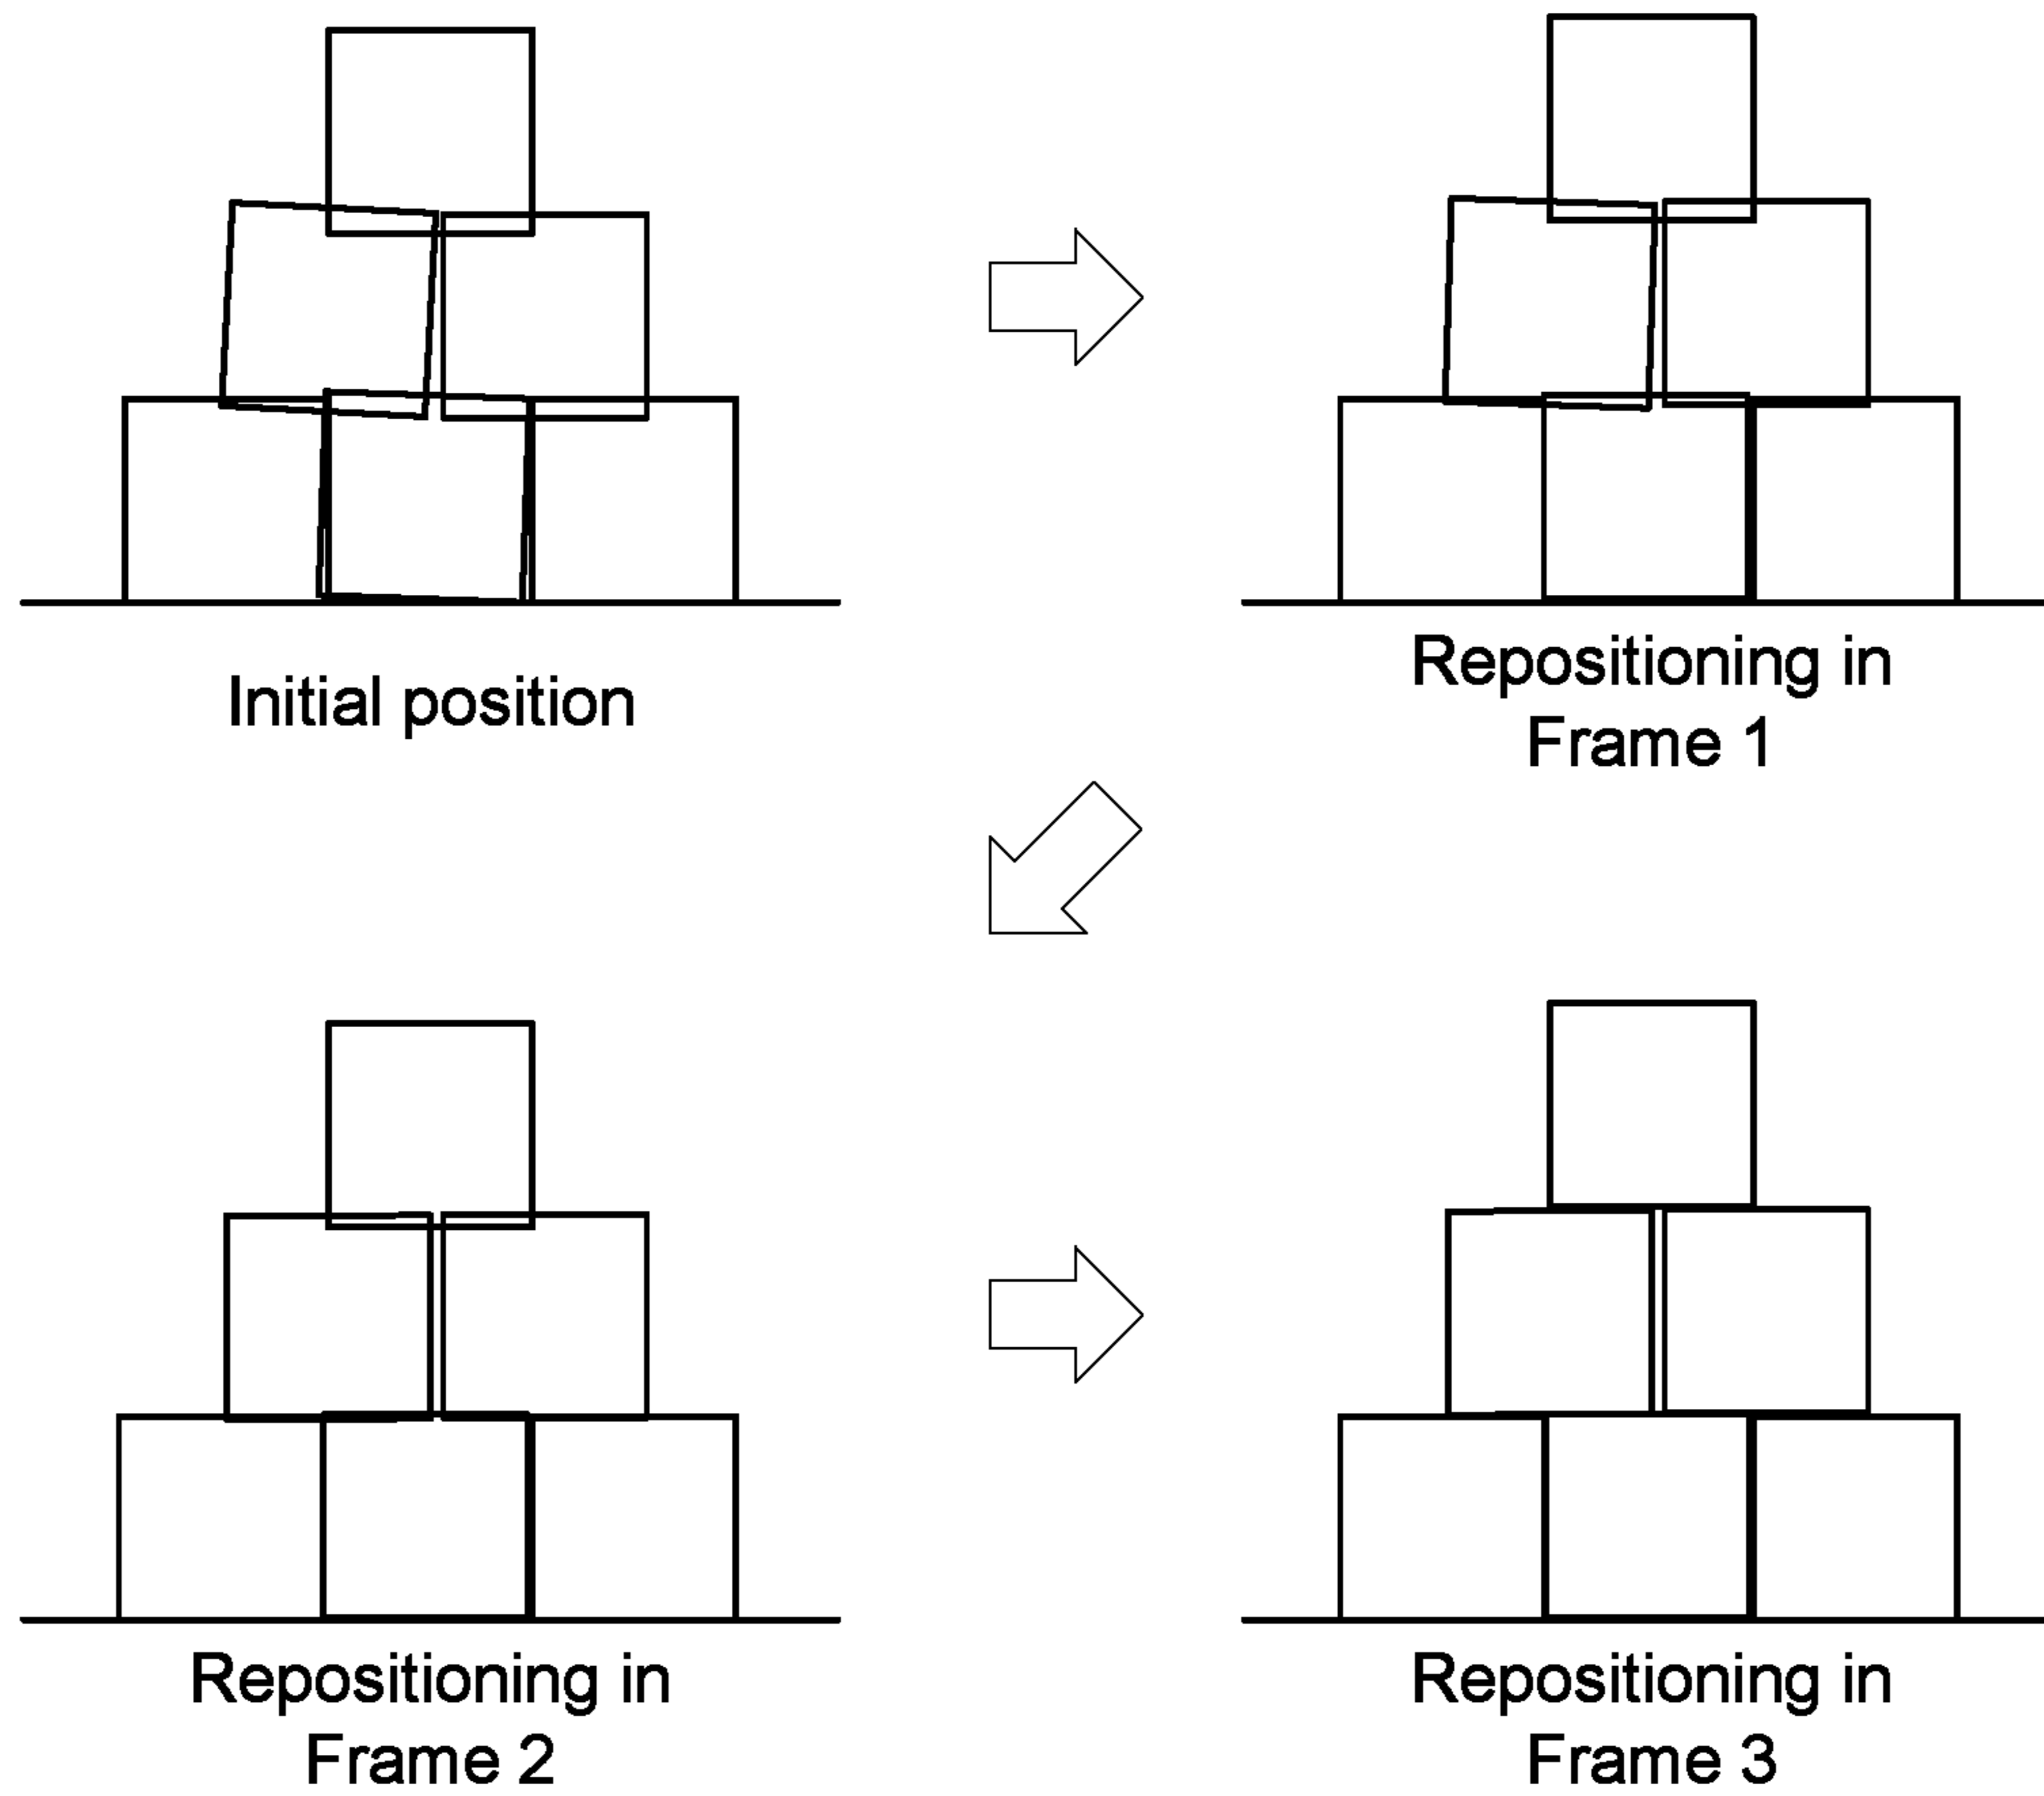 Initial position
Repositioning in
Frame 1
Repositioning in
Frame 2
Repositioning in
Frame 3